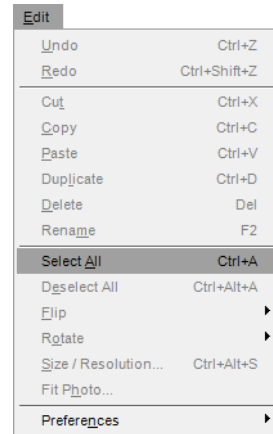 Edit
Undo Ctrl+Z
Redo Ctrl+Shift+Z
Cut Ctrl+X
Copy Ctrl+C
Paste Ctrl+V
Duplicate Ctrl+D
Delete Del
Rename F2
Select All Ctrl+A
Deselect All Ctrl+Alt+A
Flip
Rotate
Size / Resolution... Ctrl+Alt+S
Fit Photo...
Preferences